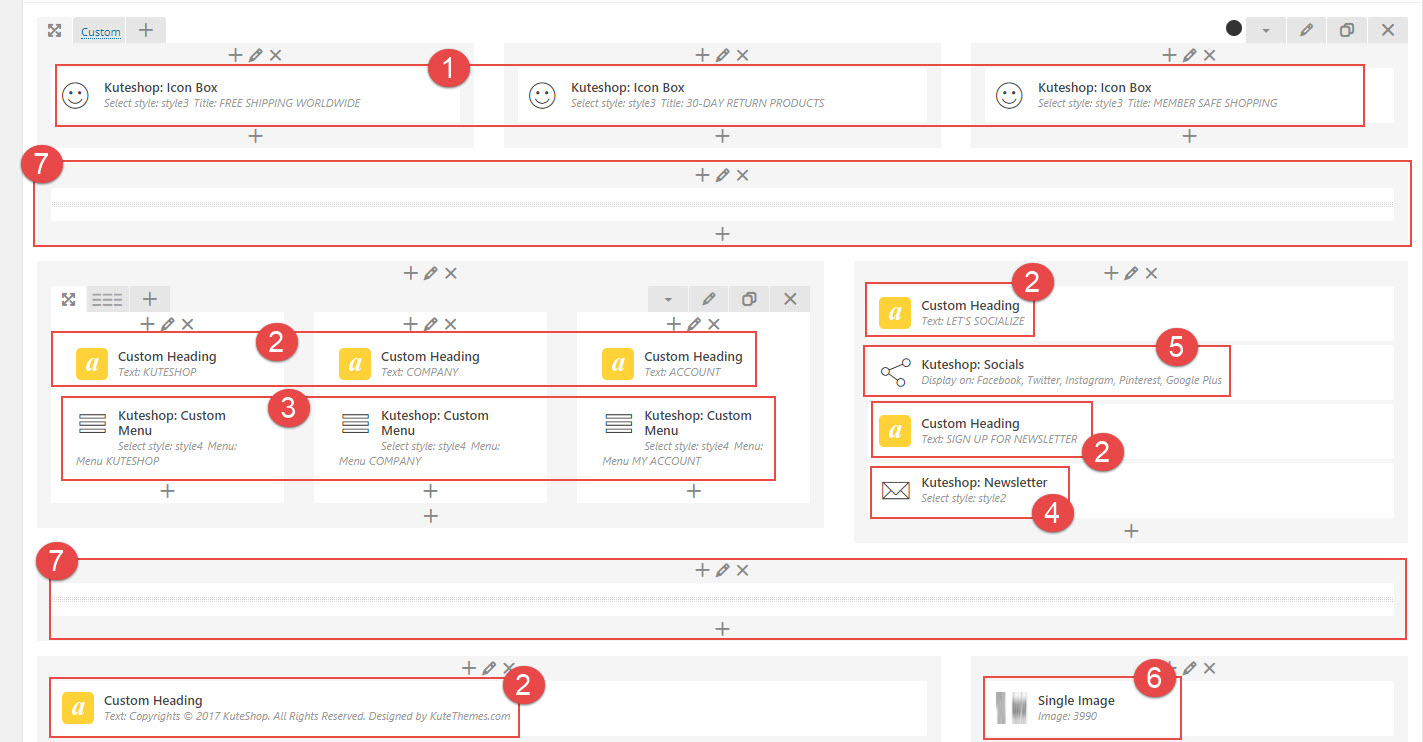 Custom
1
Kuteshop: Icon Box
Select style: style3 Title: FREE SHIPPING WORLDWIDE
Kuteshop: Icon Box
Select style: style3 Title: 30-DAY RETURN PRODUCTS
Kuteshop: Icon Box
Select style: style3 Title: MEMBER SAFE SHOPPING
7
2
a
Custom Heading
Text: KUTESHOP
a
Custom Heading
Text: COMPANY
a
Custom Heading
Text: ACCOUNT
3
Kuteshop: Custom
Menu
Select style: style4 Menu:
Menu KUTESHOP
Kuteshop: Custom
Menu
Select style: style4 Menu:
Menu COMPANY
Kuteshop: Custom
Menu
Select style: style4 Menu:
Menu MY ACCOUNT
2
a
Custom Heading
Text: LET'S SOCIALIZE
5
Kuteshop: Socials
Display on: Facebook, Twitter, Instagram, Pinterest, Google Plus
a
Custom Heading
Text: SIGN UP FOR NEWSLETTER
2
Kuteshop: Newsletter
Select style: style2
4
7
2
a
Custom Heading
Text: Copyrights © 2017 KuteShop. All Rights Reserved. Designed by KuteThemes.com
6
Single Image
Image: 3990